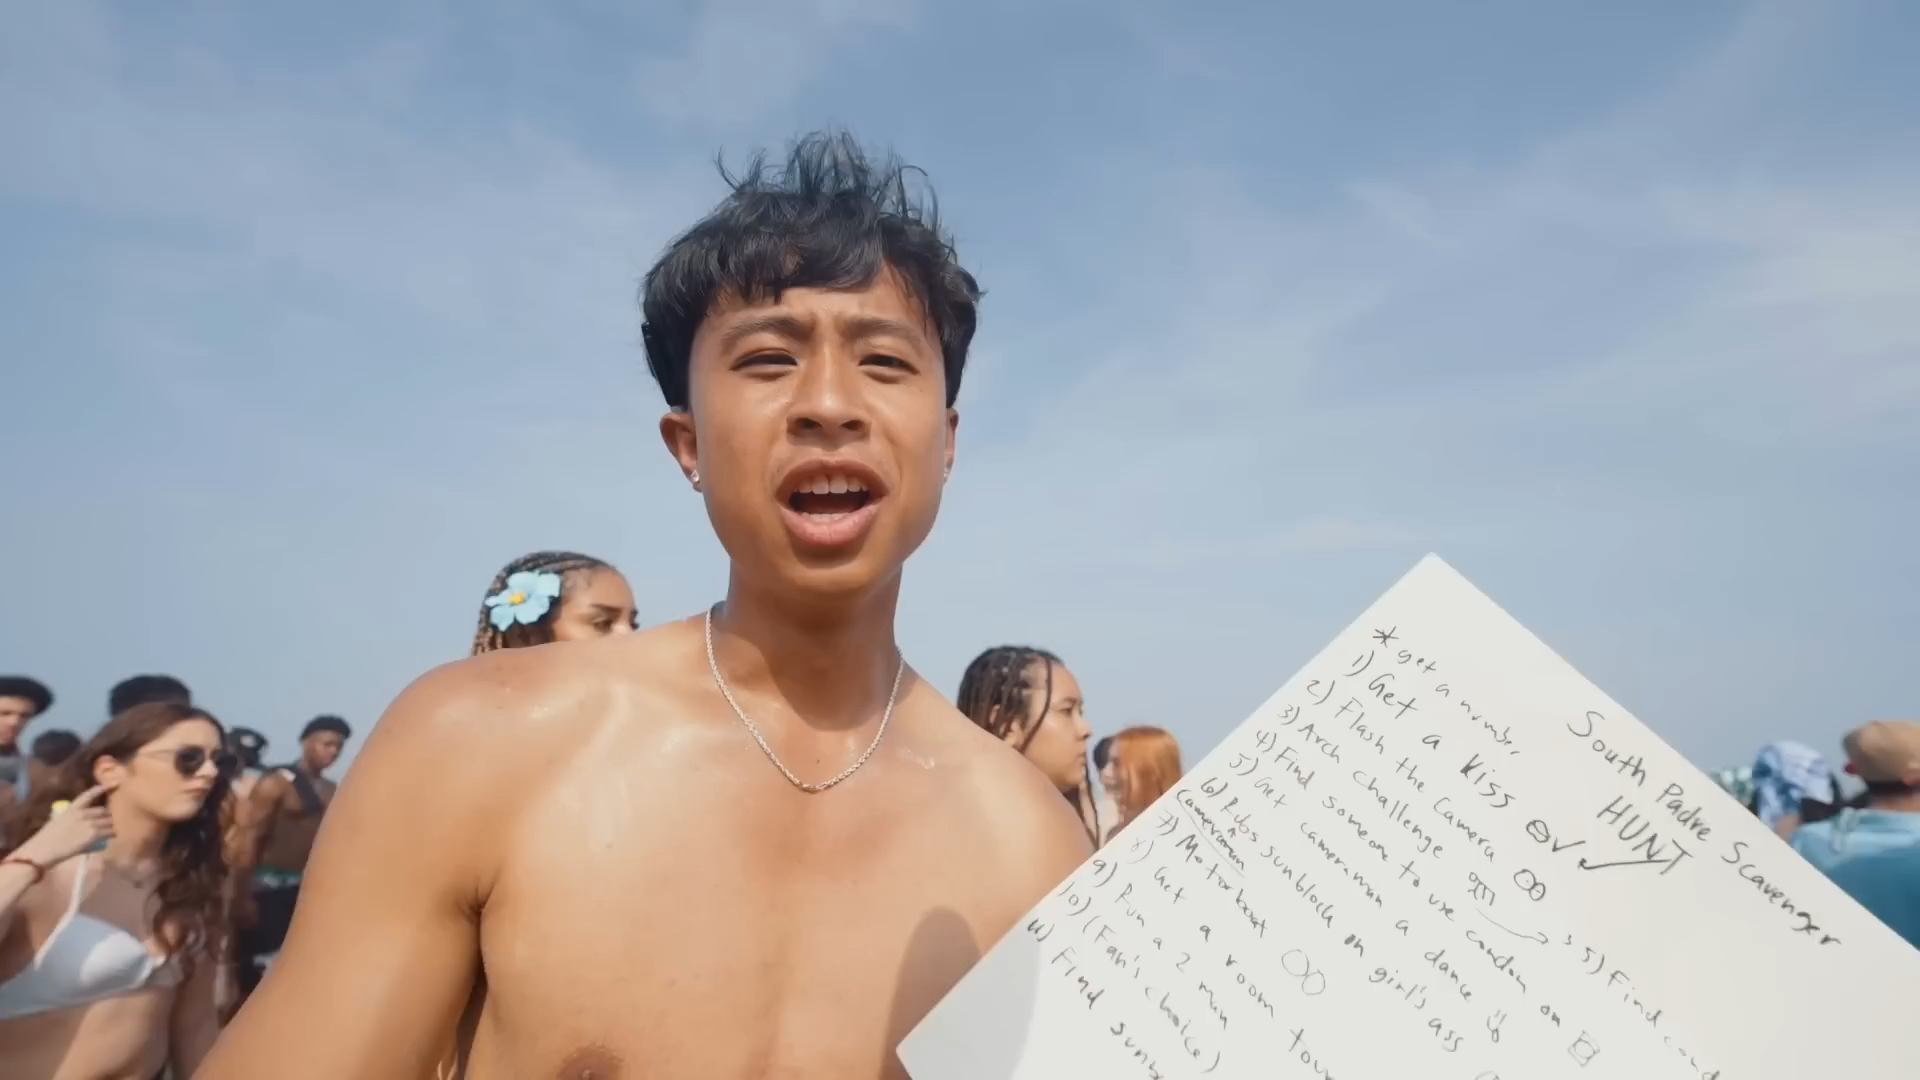 South Padre Scavenger
HUNT
* get a number
1) Get a kiss
2) Flash the camera
3) Arch challenge
4) Find someone to use condom on
5) Get cameraman a dance
6) Rubs sunblock on girl's ass
cameraman
7) Motorboat
8) Get a room tour
9) Run a 2 man
10) (Fan's choice)
11) Find
5) Find